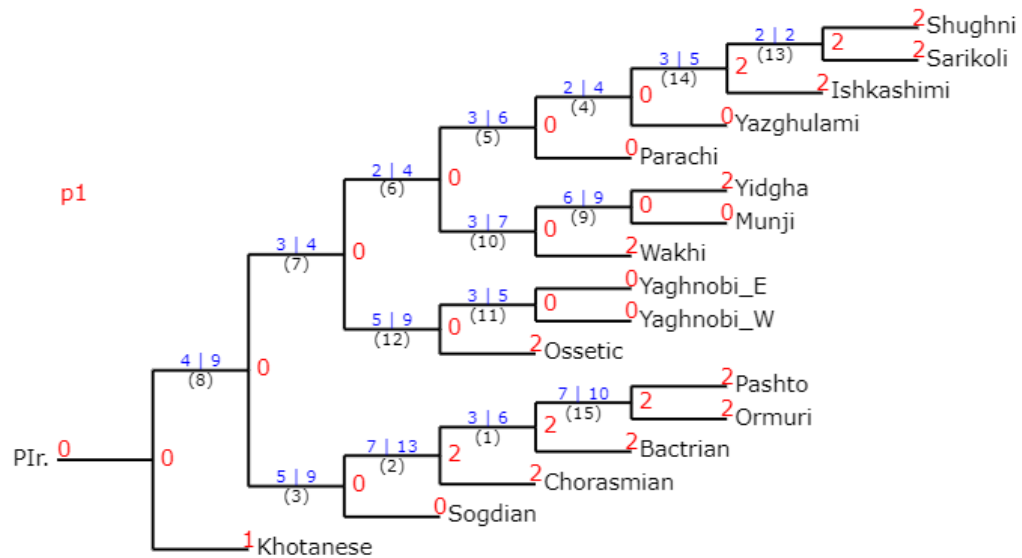 2 Shughni
2 | 2
(13)
2
2 Sarikoli
3 | 5
(14)
2
2 Ishkashimi
2 | 4
(4)
0
0 Yazghulami
3 | 6
(5)
0
0 Parachi
p1
2 | 4
(6)
0
2 Yidgha
6 | 9
(9)
0
0 Munji
3 | 7
(10)
0
2 Wakhi
3 | 4
(7)
0
0 Yaghnobi_E
3 | 5
(11)
0
0 Yaghnobi_W
5 | 9
(12)
0
2 Ossetic
4 | 9
(8)
0
2 Pashto
7 | 10
(15)
2
2 Ormuri
3 | 6
(1)
2
2 Bactrian
7 | 13
(2)
2
2 Chorasmian
5 | 9
(3)
0
0 Sogdian
PIr. 0
0
1 Khotanese